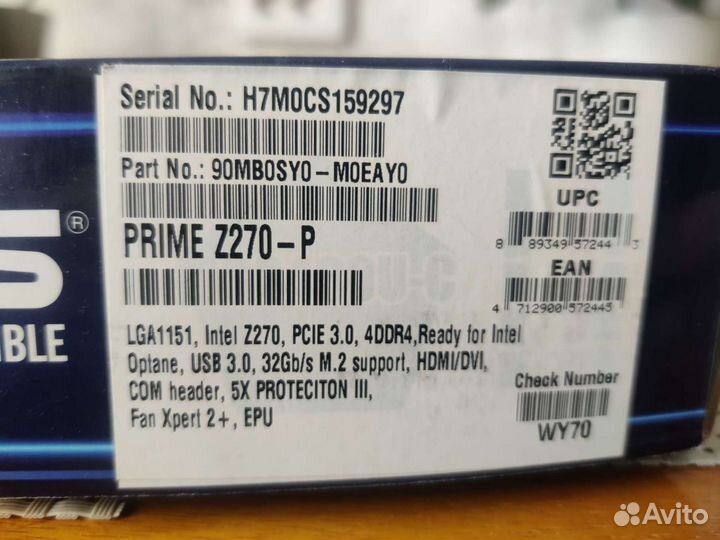 Serial No.: H7M0CS159297
Part No.: 90MB0SY0-M0EAY0
PRIME Z270-P
LGA1151, Intel Z270, PCIE 3.0, 4DDR4,Ready for Intel
Optane, USB 3.0, 32Gb/s M.2 support, HDMI/DVI,
COM header, 5X PROTECITON III,
Fan Xpert 2+, EPU
UPC
8 89349 57244 3
EAN
4 712900 572445
Check Number
WY70
S®
IBLE
Avito